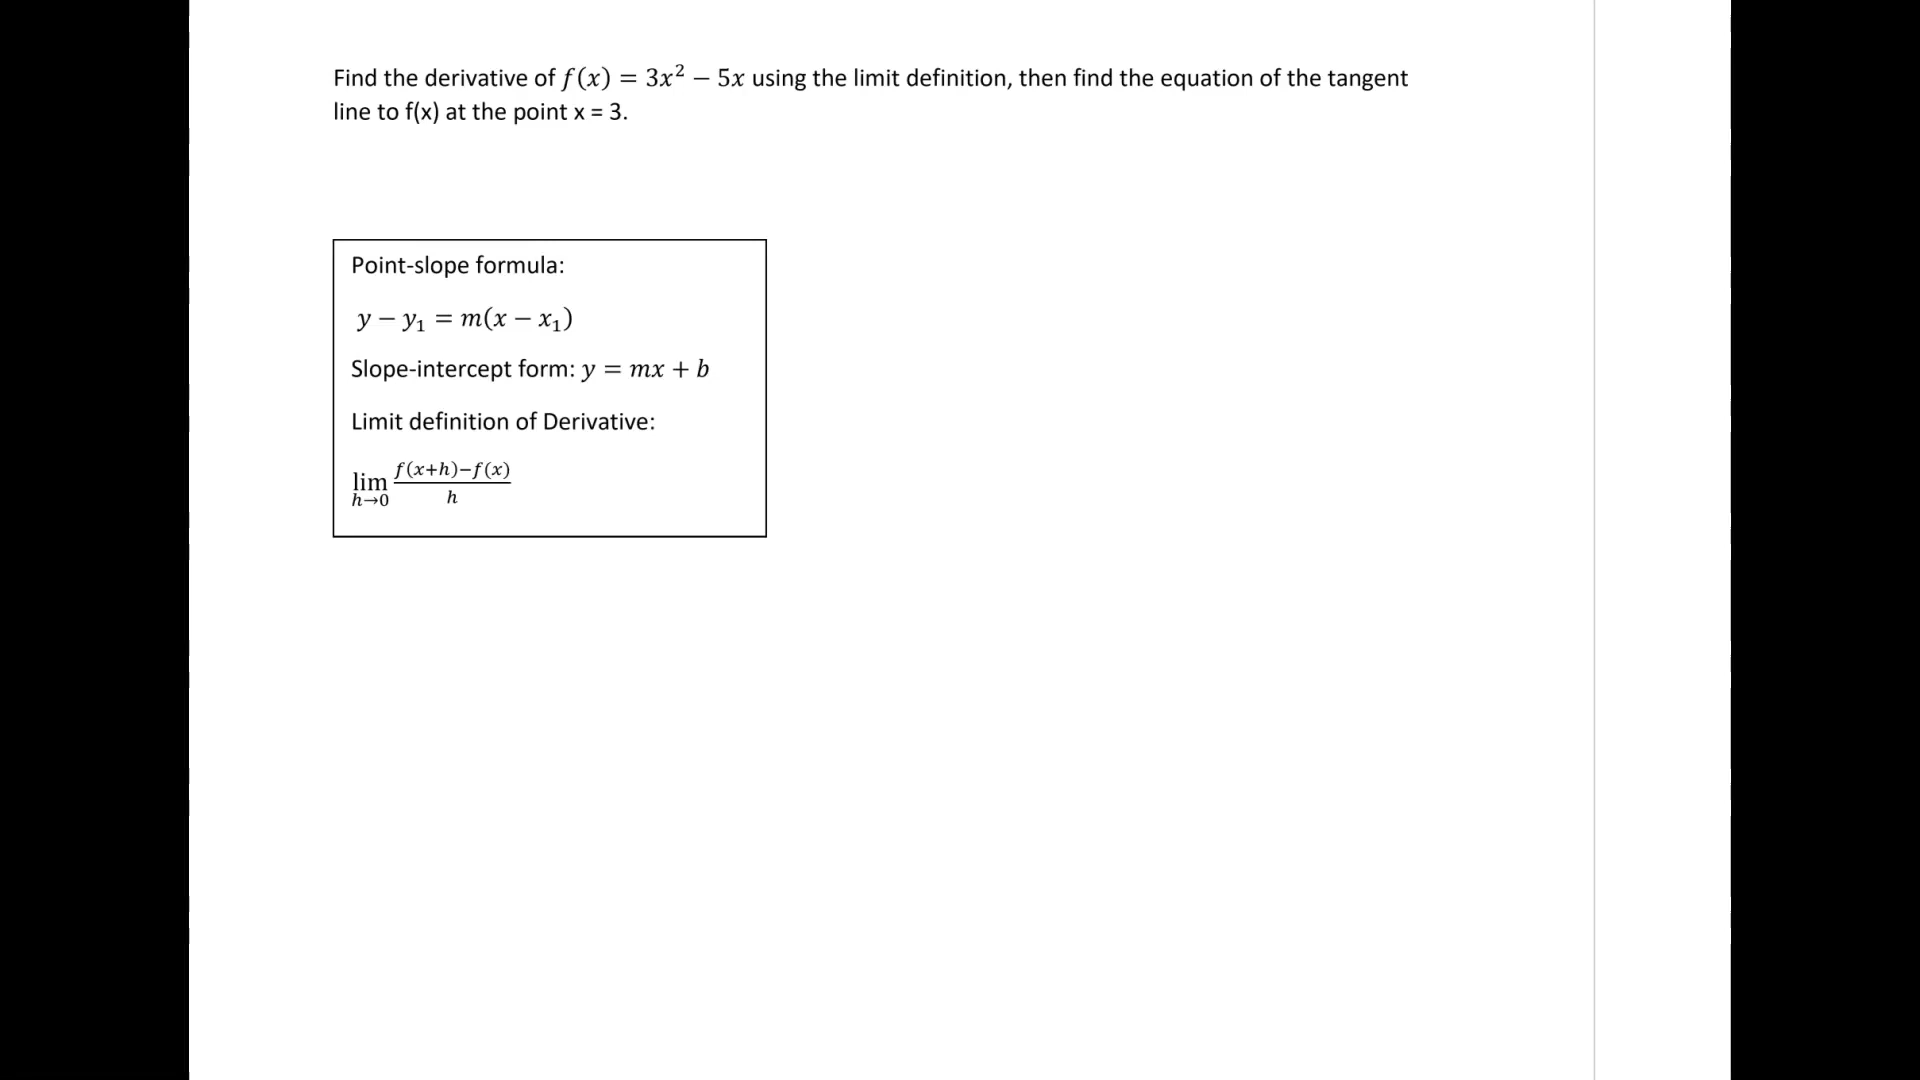 Find the derivative of f(x) = 3x² − 5x using the limit definition, then find the equation of the tangent
line to f(x) at the point x = 3.
Point-slope formula:
y − y₁ = m(x − x₁)
Slope-intercept form: y = mx + b
Limit definition of Derivative:
lim h→0 f(x+h)−f(x) / h